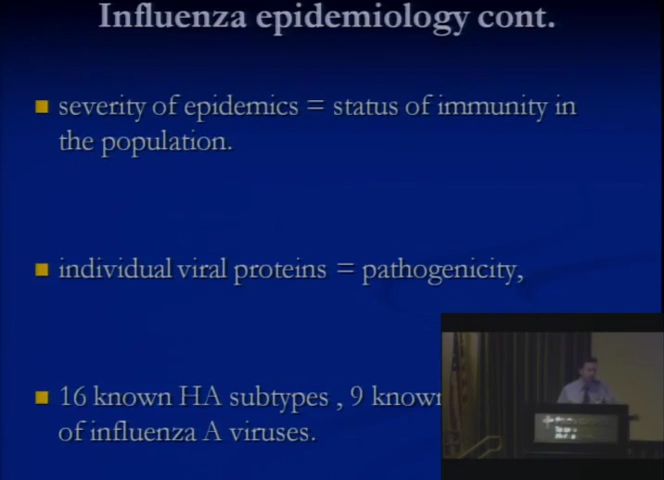 Influenza epidemiology cont.
severity of epidemics = status of immunity in
the population.
individual viral proteins = pathogenicity,
16 known HA subtypes , 9 known
of influenza A viruses.